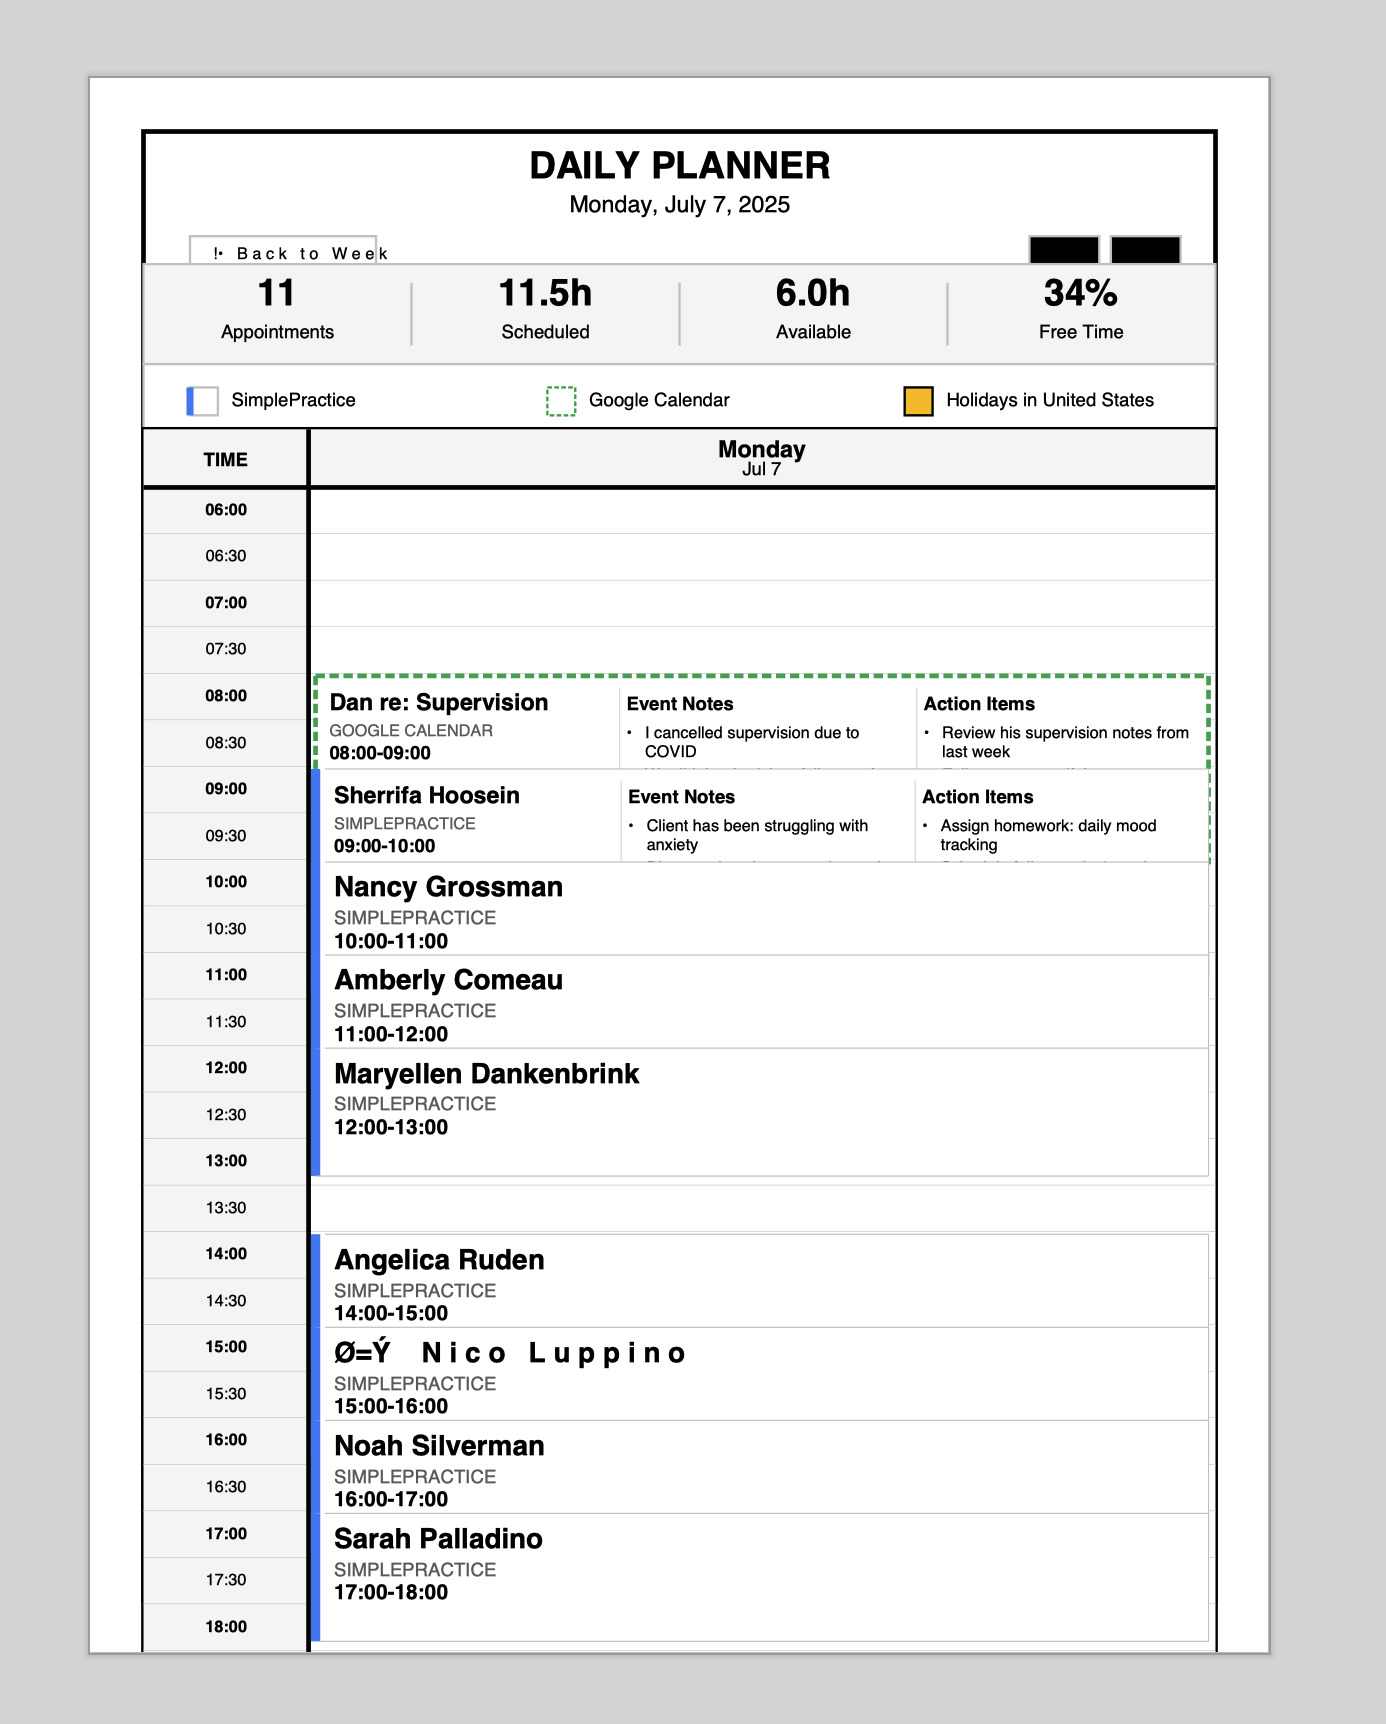 DAILY PLANNER
Monday, July 7, 2025
!• Back to Week
11
Appointments
11.5h
Scheduled
6.0h
Available
34%
Free Time
SimplePractice
Google Calendar
Holidays in United States
TIME
Monday
Jul 7
06:00
06:30
07:00
07:30
08:00
Dan re: Supervision
GOOGLE CALENDAR
08:00-09:00
Event Notes
• I cancelled supervision due to
COVID
Action Items
• Review his supervision notes from
last week
08:30
09:00
Sherrifa Hoosein
SIMPLEPRACTICE
09:00-10:00
Event Notes
• Client has been struggling with
anxiety
Action Items
• Assign homework: daily mood
tracking
09:30
10:00
Nancy Grossman
SIMPLEPRACTICE
10:00-11:00
10:30
11:00
Amberly Comeau
SIMPLEPRACTICE
11:00-12:00
11:30
12:00
Maryellen Dankenbrink
SIMPLEPRACTICE
12:00-13:00
12:30
13:00
13:30
14:00
Angelica Ruden
SIMPLEPRACTICE
14:00-15:00
14:30
15:00
Ø=Ý Nico Luppino
SIMPLEPRACTICE
15:00-16:00
15:30
16:00
Noah Silverman
SIMPLEPRACTICE
16:00-17:00
16:30
17:00
Sarah Palladino
SIMPLEPRACTICE
17:00-18:00
17:30
18:00